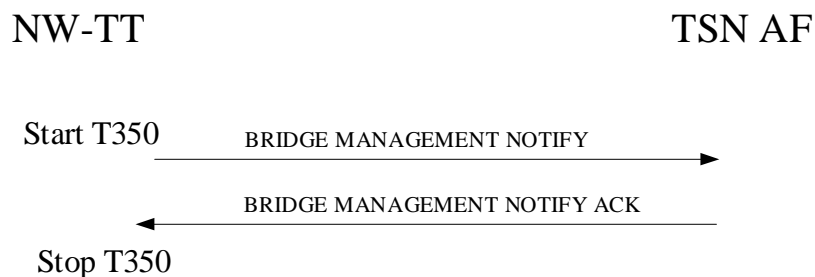 NW-TT TSN AF
Start T350 BRIDGE MANAGEMENT NOTIFY
BRIDGE MANAGEMENT NOTIFY ACK
Stop T350